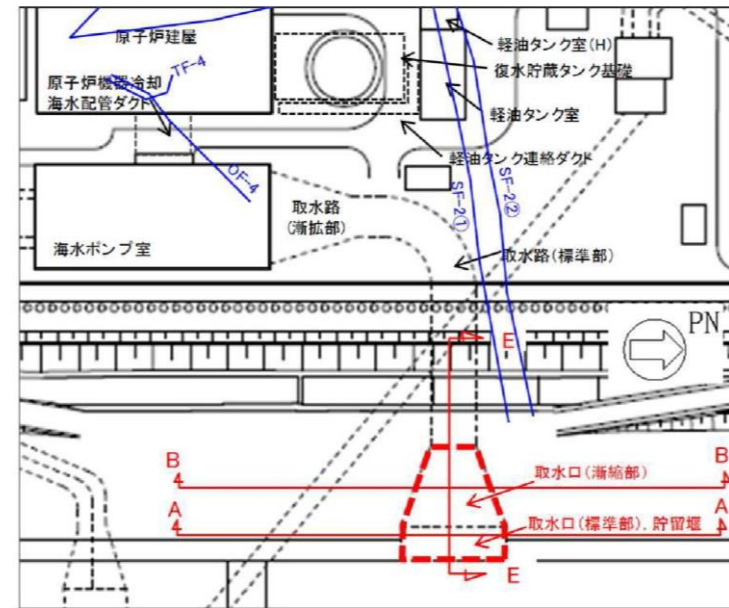 原子炉建屋
軽油タンク室(H)
復水貯蔵タンク基礎
TF-4
原子炉機器冷却
海水配管ダクト
軽油タンク室
軽油タンク連絡ダクト
OF-4
SF-2①
SF-2②
取水路
(漸拡部)
海水ポンプ室
取水路(標準部)
PN
E
B
B
取水口(漸縮部)
A
A
取水口(標準部), 貯留堰
E